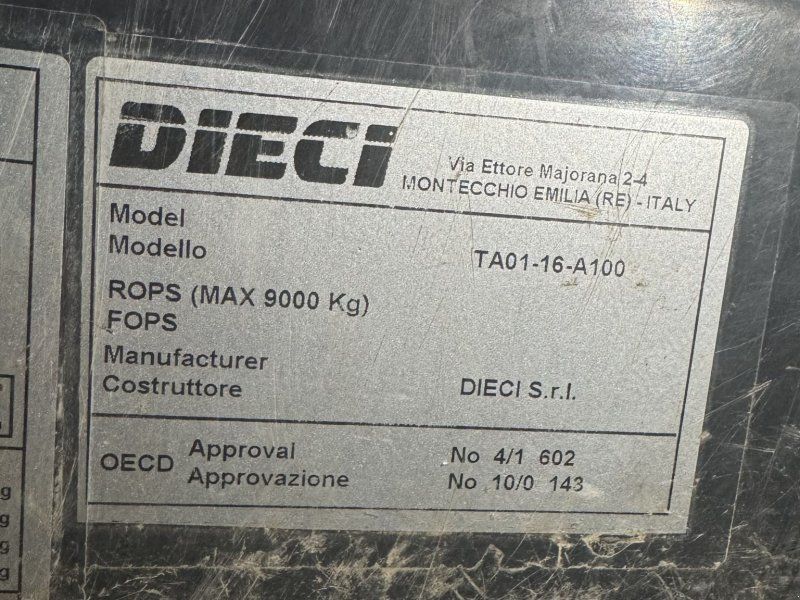 DIECI
Via Ettore Majorana 2-4
MONTECCHIO EMILIA (RE) - ITALY
Model
Modello
TA01-16-A100
ROPS (MAX 9000 Kg)
FOPS
Manufacturer
Costruttore
DIECI S.r.l.
OECD
Approval
Approvazione
No 4/1 602
No 10/0 143
g
g
g
g